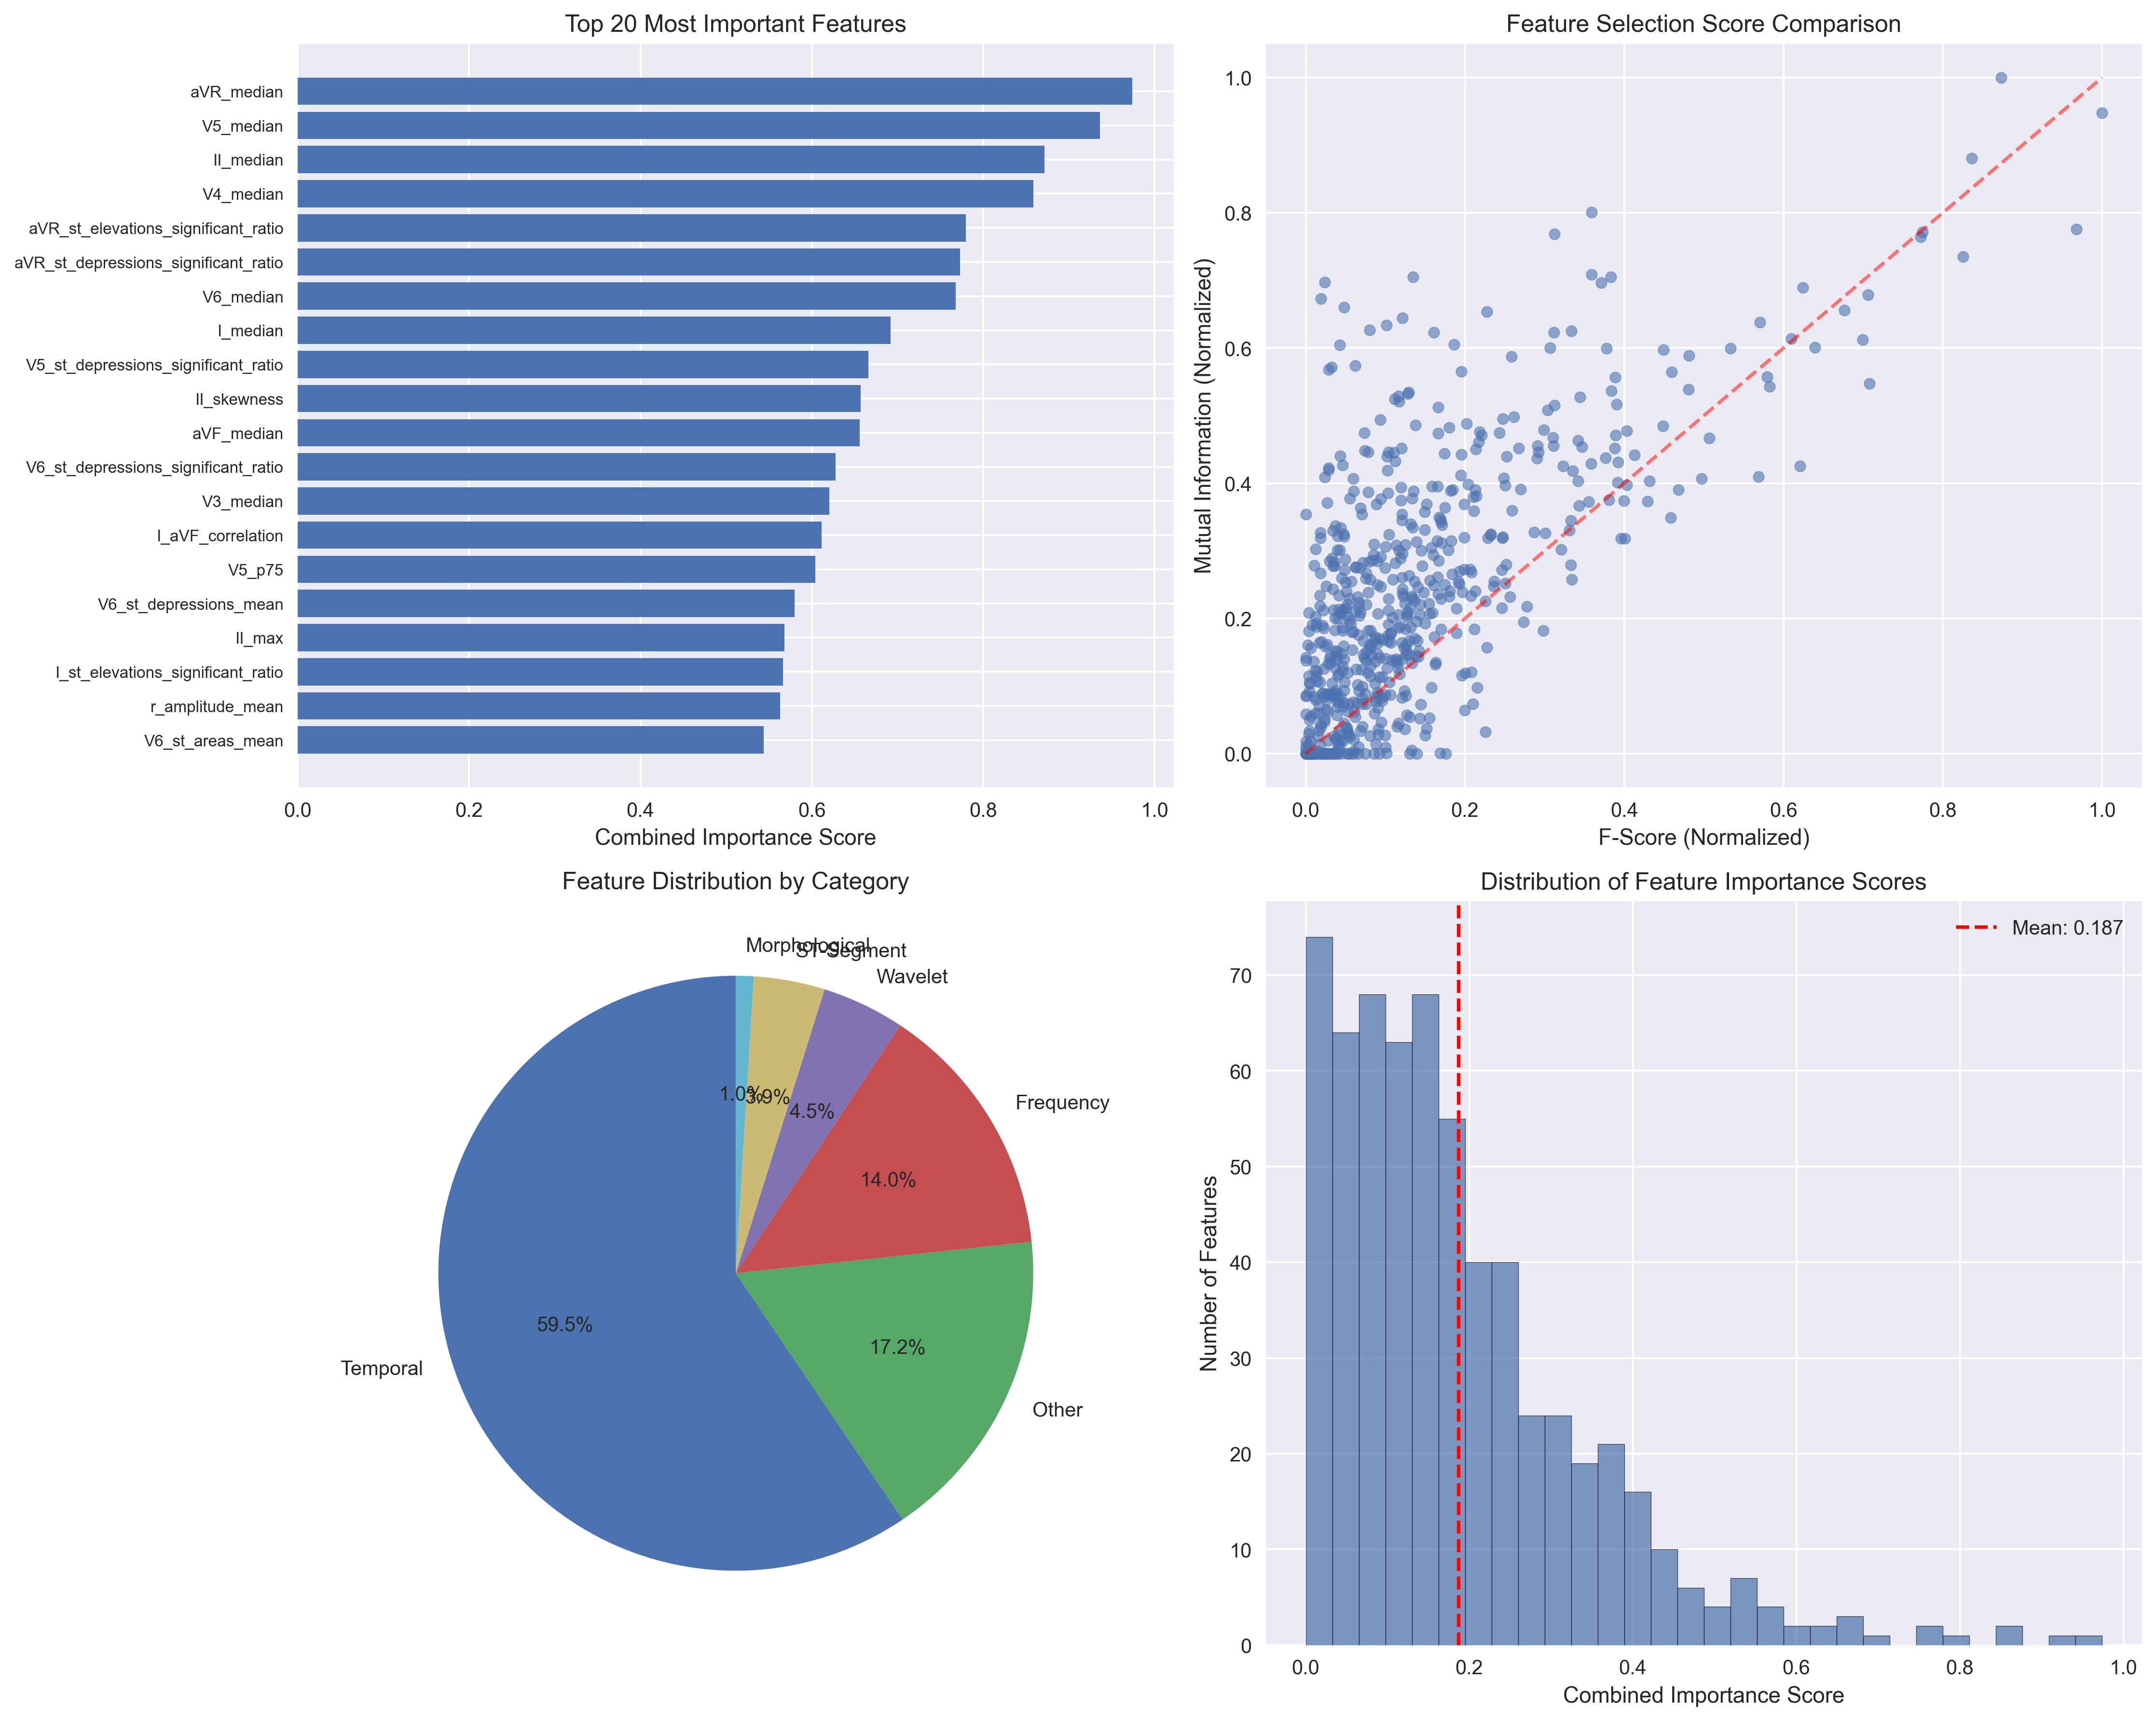 Top 20 Most Important Features
aVR_median
V5_median
II_median
V4_median
aVR_st_elevations_significant_ratio
aVR_st_depressions_significant_ratio
V6_median
I_median
V5_st_depressions_significant_ratio
II_skewness
aVF_median
V6_st_depressions_significant_ratio
V3_median
I_aVF_correlation
V5_p75
V6_st_depressions_mean
II_max
I_st_elevations_significant_ratio
r_amplitude_mean
V6_st_areas_mean
0.0 0.2 0.4 0.6 0.8 1.0
Combined Importance Score
Feature Selection Score Comparison
Mutual Information (Normalized)
1.0
0.8
0.6
0.4
0.2
0.0
0.0 0.2 0.4 0.6 0.8 1.0
F-Score (Normalized)
Feature Distribution by Category
Morphological
ST-Segment
Wavelet
Frequency
Other
Temporal
1.0%
3.9%
4.5%
14.0%
17.2%
59.5%
Distribution of Feature Importance Scores
Mean: 0.187
Number of Features
70
60
50
40
30
20
10
0
0.0 0.2 0.4 0.6 0.8 1.0
Combined Importance Score